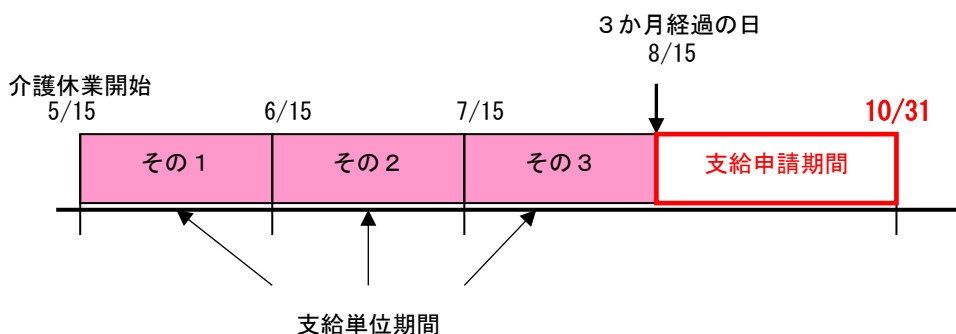 ３か月経過の日
8/15
介護休業開始
5/15
6/15
7/15
10/31
その１
その２
その３
支給申請期間
支給単位期間